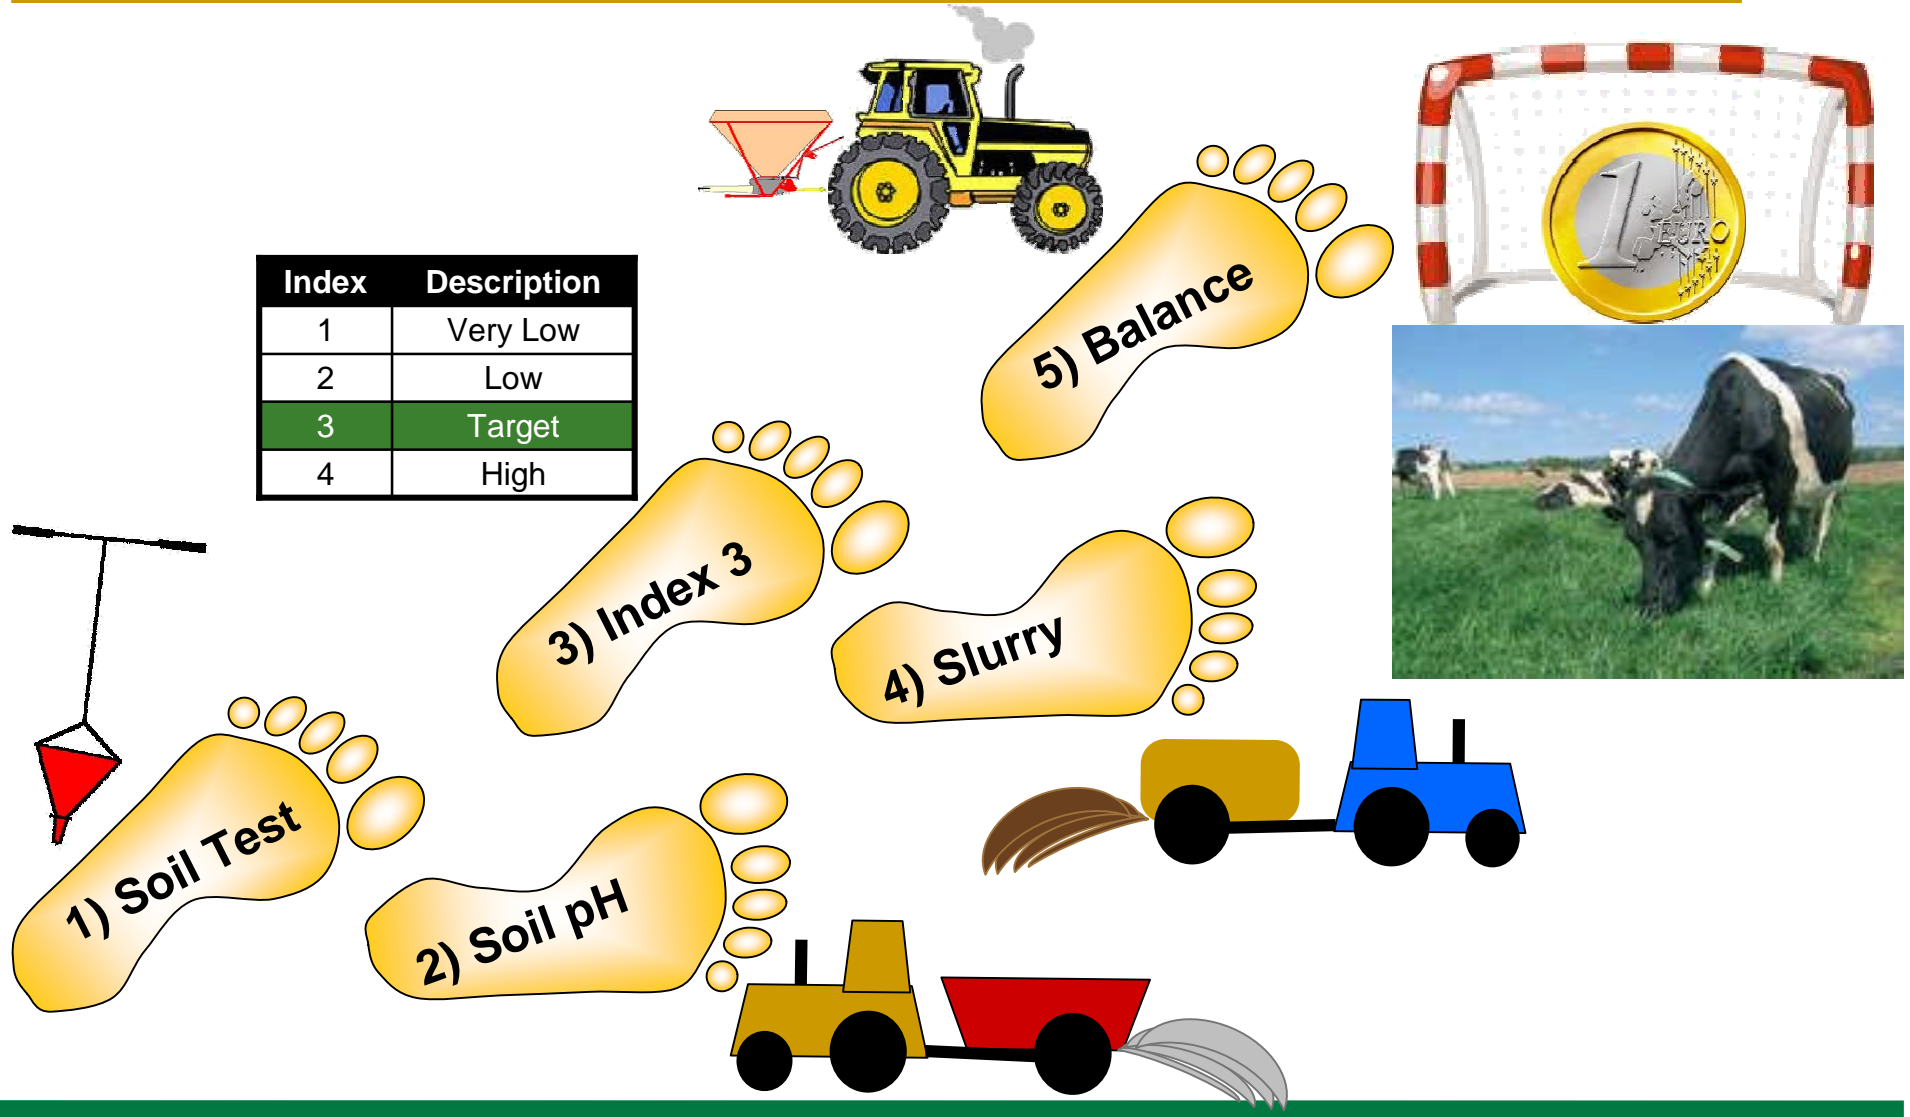 Index Description
1 Very Low
2 Low
3 Target
4 High
1 EURO
5) Balance
3) Index 3
4) Slurry
1) Soil Test
2) Soil pH